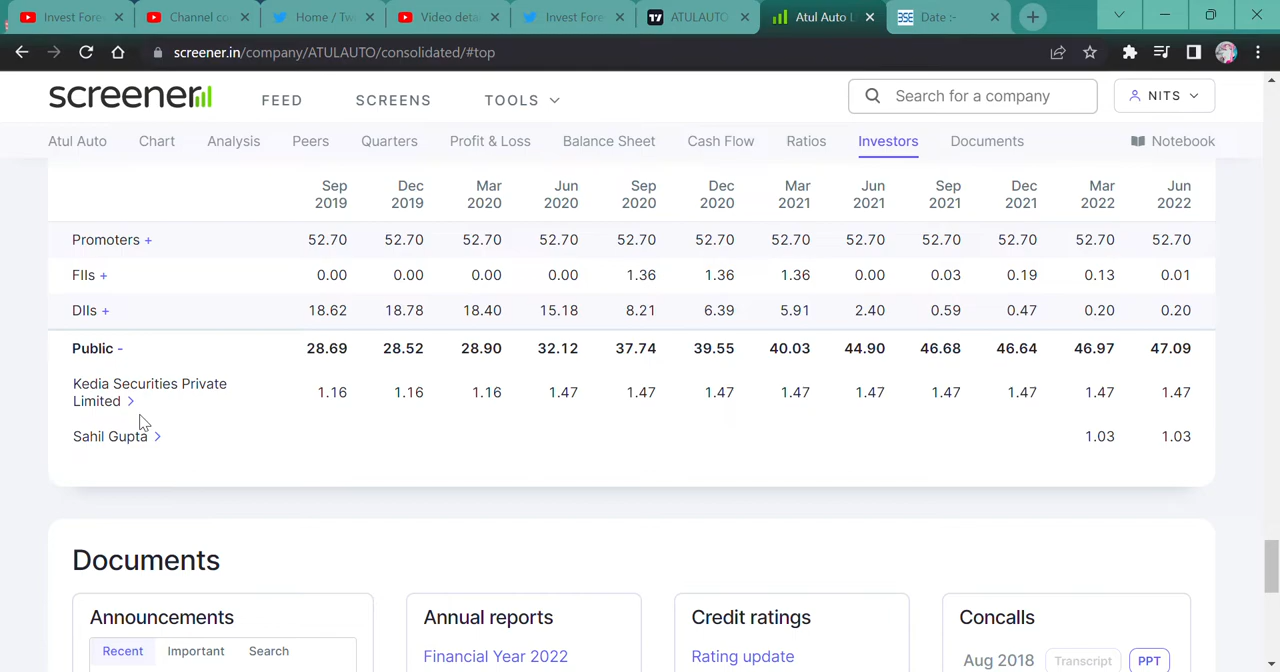 Invest Fore
Channel co
Home / Tw
Video detai
Invest Fore
ATULAUTO
Atul Auto L
Date :-
screener.in/company/ATULAUTO/consolidated/#top
screener
FEED
SCREENS
TOOLS
Search for a company
NITS
Atul Auto
Chart
Analysis
Peers
Quarters
Profit & Loss
Balance Sheet
Cash Flow
Ratios
Investors
Documents
Notebook
Sep 2019 Dec 2019 Mar 2020 Jun 2020 Sep 2020 Dec 2020 Mar 2021 Jun 2021 Sep 2021 Dec 2021 Mar 2022 Jun 2022
Promoters + 52.70 52.70 52.70 52.70 52.70 52.70 52.70 52.70 52.70 52.70 52.70 52.70
FIIs + 0.00 0.00 0.00 0.00 1.36 1.36 1.36 0.00 0.03 0.19 0.13 0.01
DIIs + 18.62 18.78 18.40 15.18 8.21 6.39 5.91 2.40 0.59 0.47 0.20 0.20
Public - 28.69 28.52 28.90 32.12 37.74 39.55 40.03 44.90 46.68 46.64 46.97 47.09
Kedia Securities Private
Limited > 1.16 1.16 1.16 1.47 1.47 1.47 1.47 1.47 1.47 1.47 1.47 1.47
Sahil Gupta > 1.03 1.03
Documents
Announcements
Recent Important Search
Annual reports
Financial Year 2022
Credit ratings
Rating update
Concalls
Aug 2018 Transcript PPT